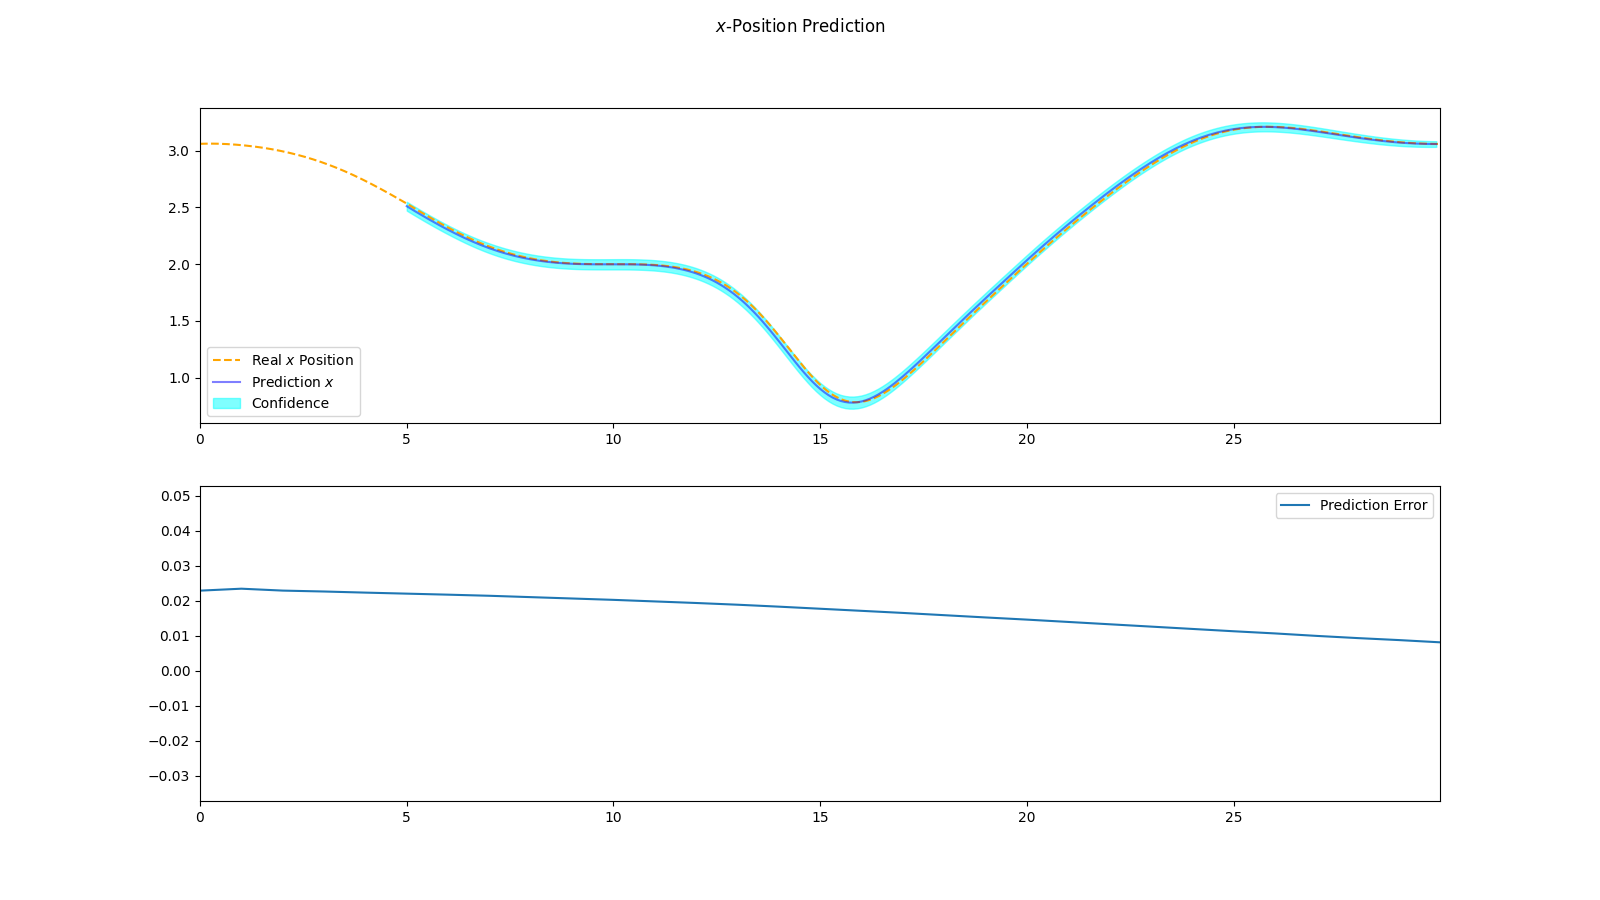 x-Position Prediction
3.0
2.5
2.0
1.5
1.0
Real x Position
Prediction x
Confidence
0 5 10 15 20 25
0.05
0.04
0.03
0.02
0.01
0.00
−0.01
−0.02
−0.03
Prediction Error
0 5 10 15 20 25